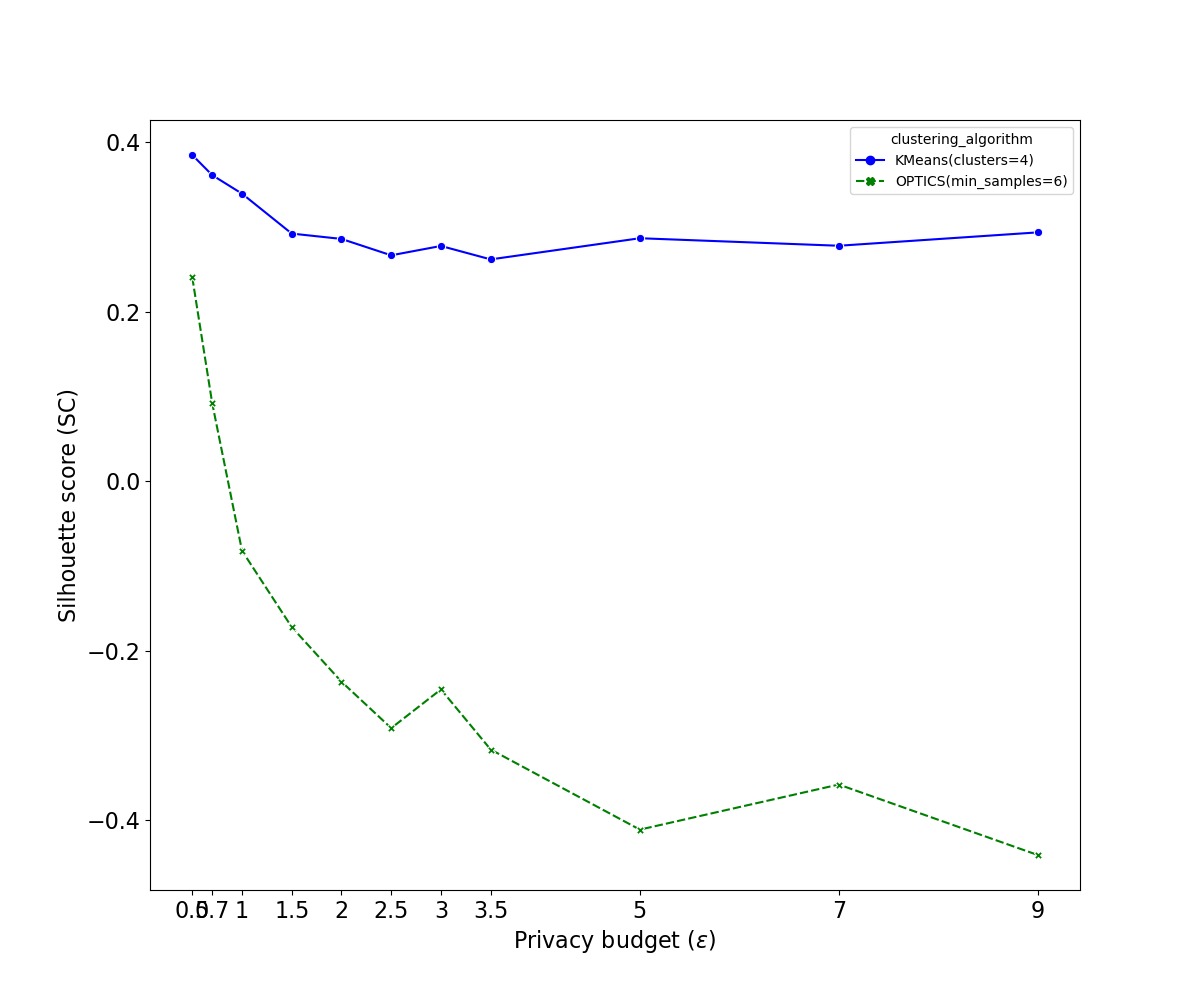 clustering_algorithm
KMeans(clusters=4)
OPTICS(min_samples=6)
Silhouette score (SC)
0.4
0.2
0.0
−0.2
−0.4
0.5 0.7 1 1.5 2 2.5 3 3.5 5 7 9
Privacy budget (ε)